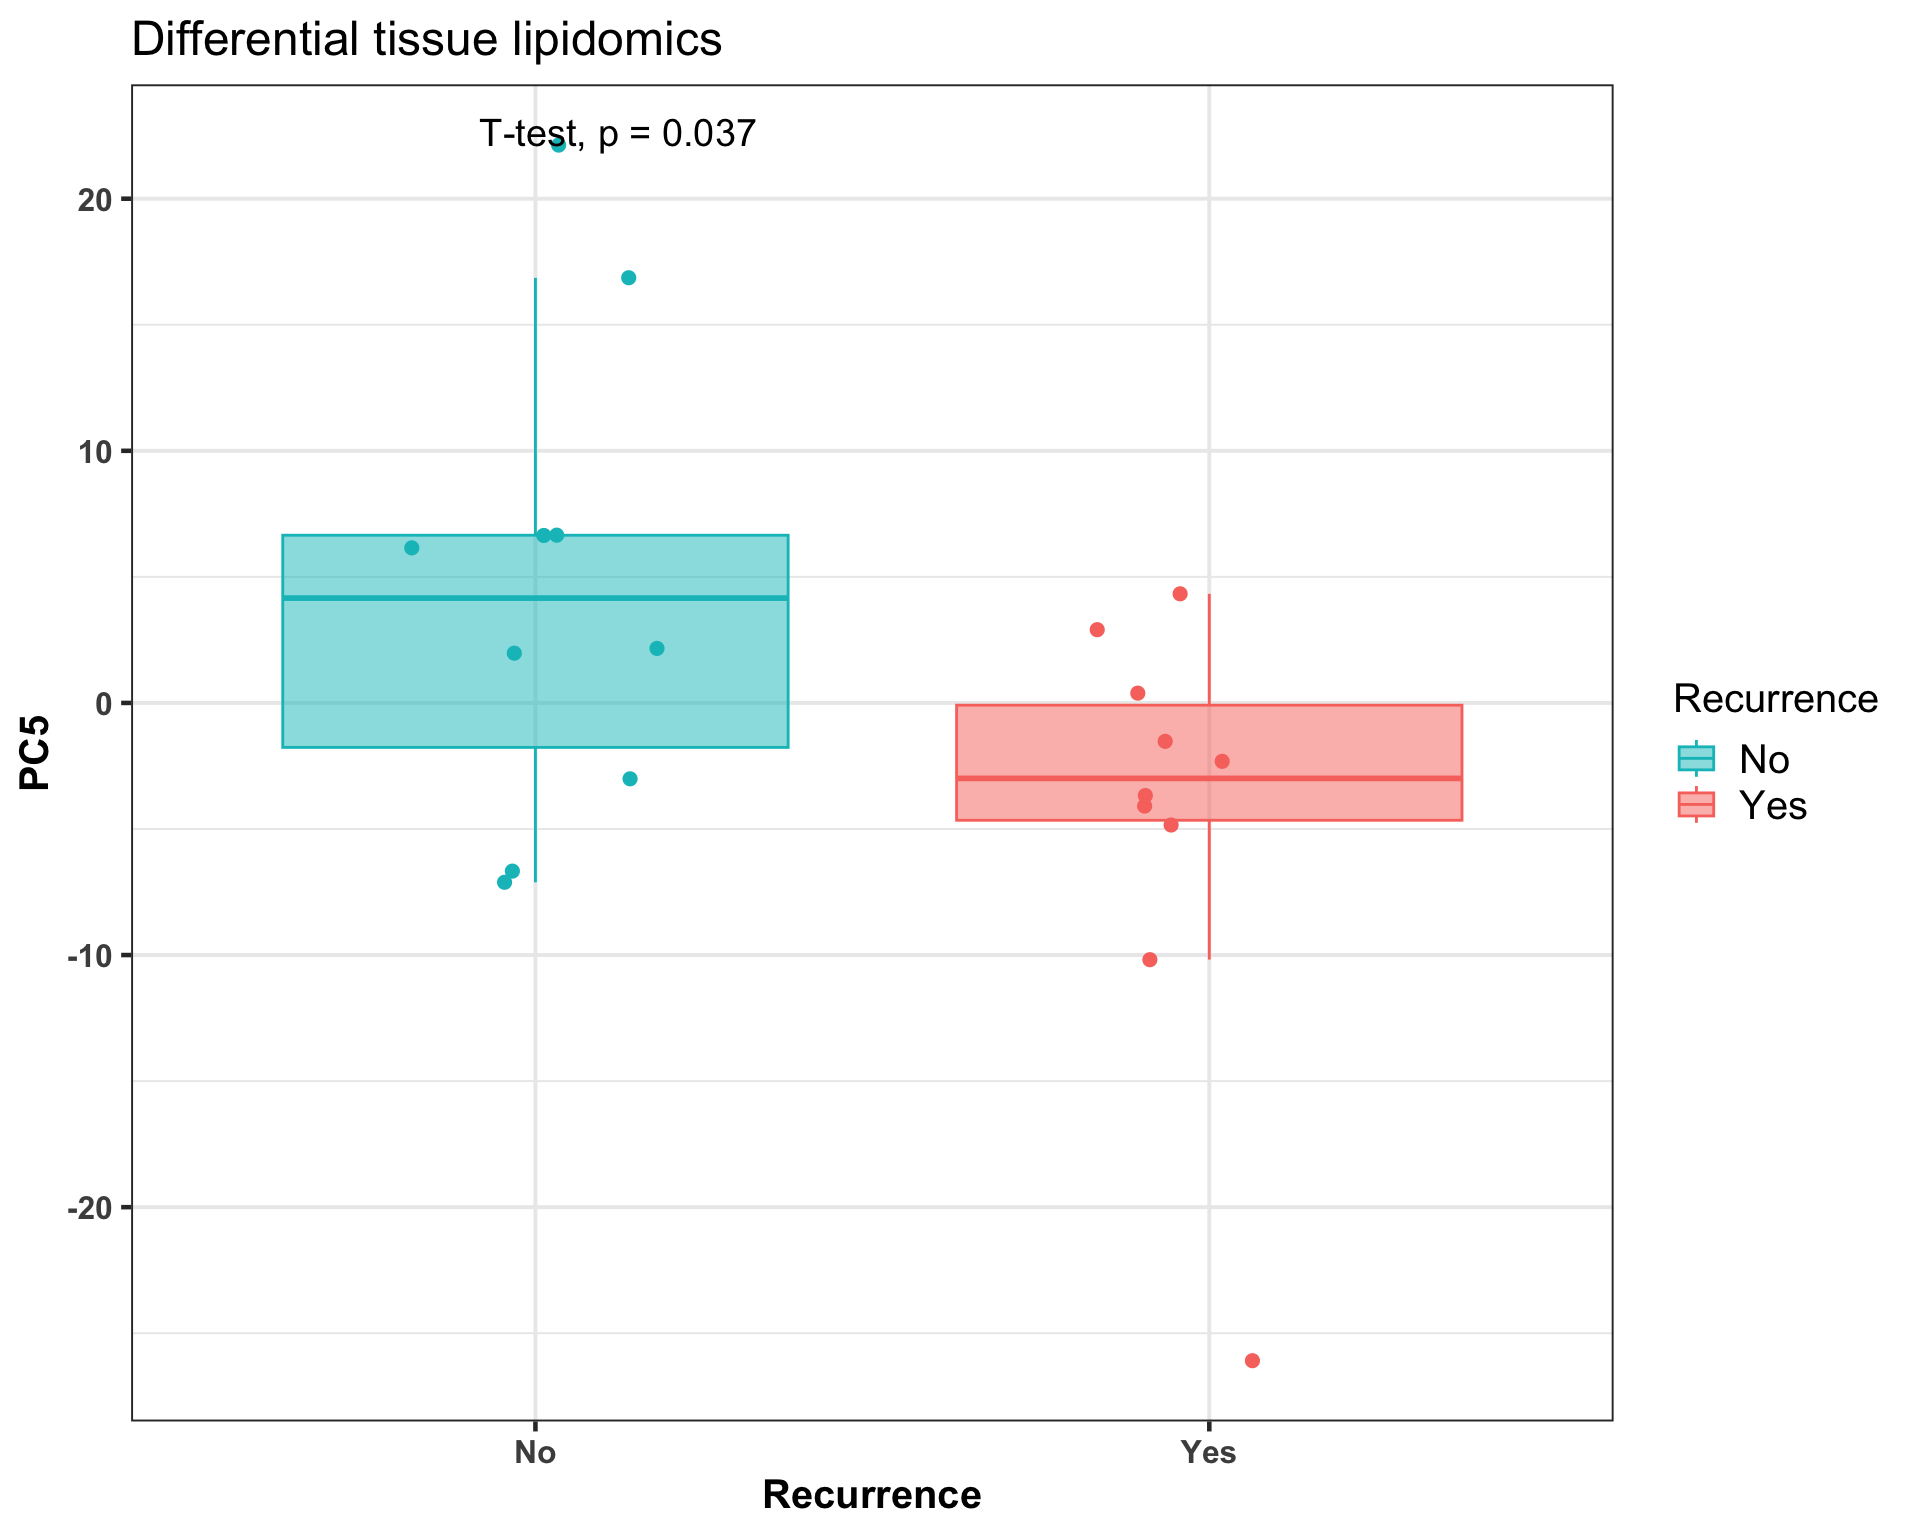 Differential tissue lipidomics
T-test, p = 0.037
20
10
0
-10
-20
PC5
No
Yes
Recurrence
Recurrence
No
Yes